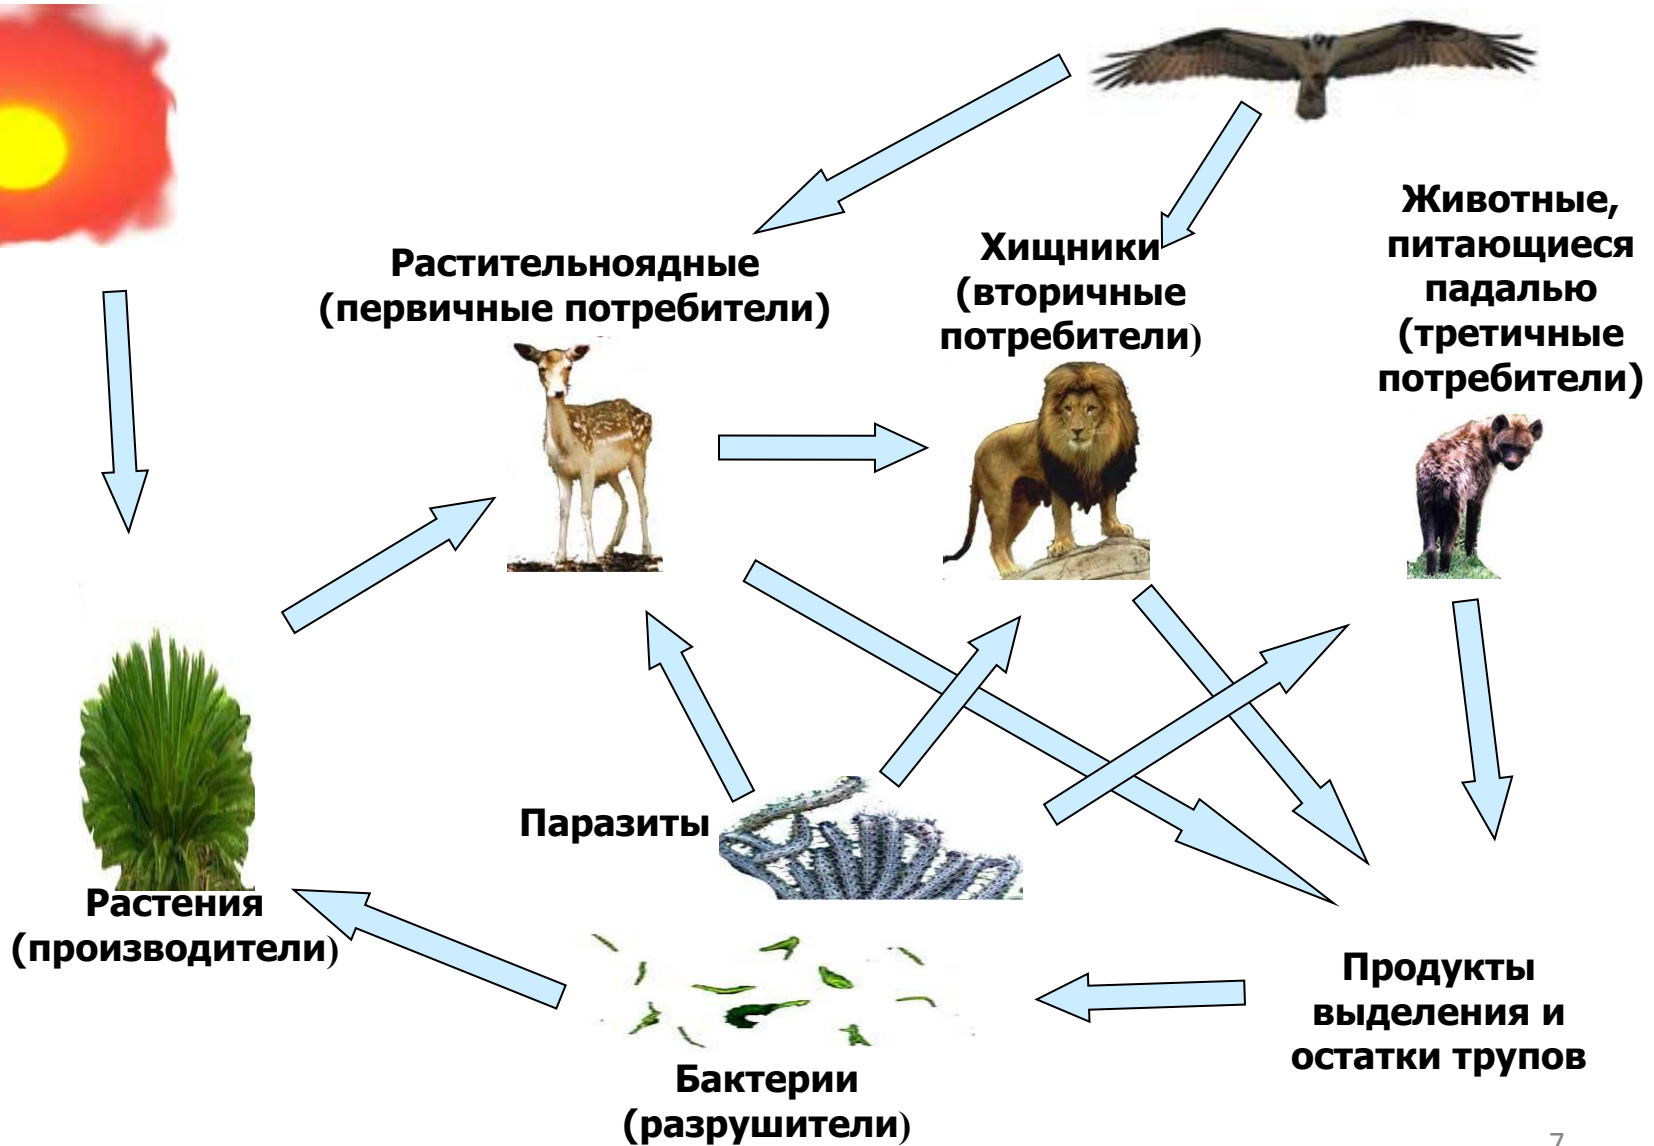 Растительноядные
(первичные потребители)
Хищники
(вторичные
потребители)
Животные,
питающиеся
падалью
(третичные
потребители)
Паразиты
Растения
(производители)
Бактерии
(разрушители)
Продукты
выделения и
остатки трупов
7